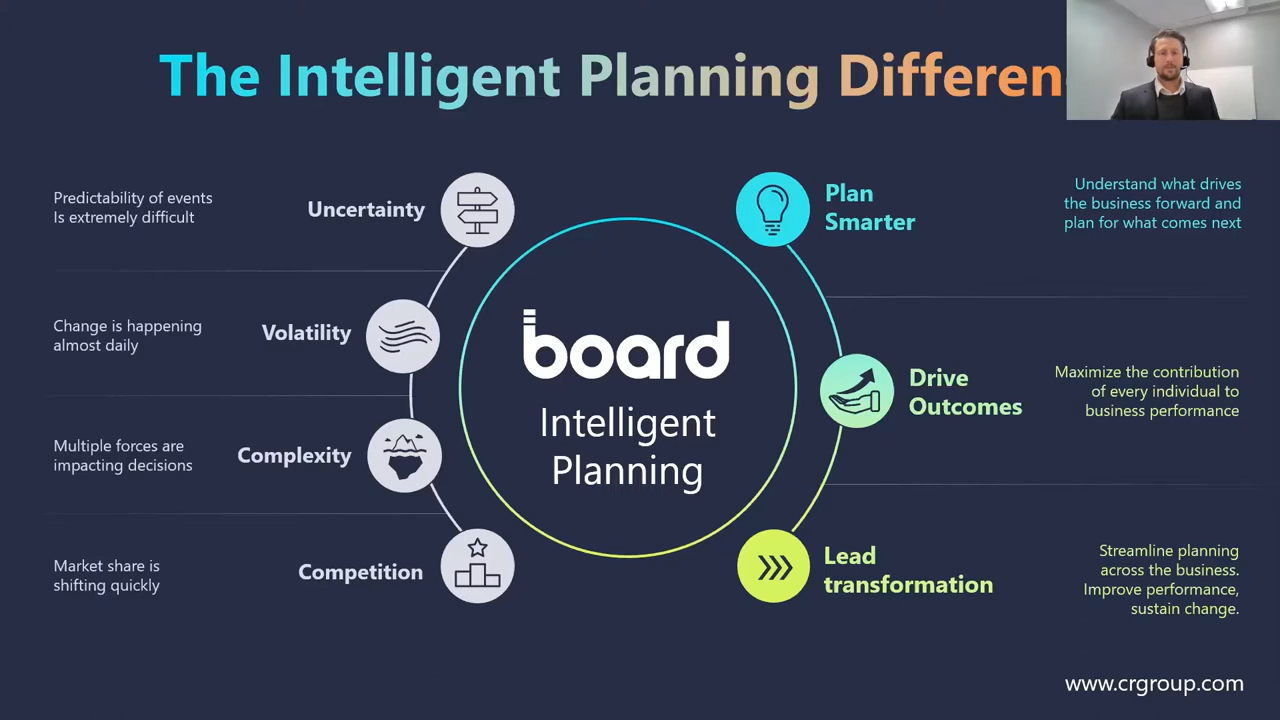 The Intelligent Planning Differen
Predictability of events
Is extremely difficult
Uncertainty
Change is happening
almost daily
Volatility
Multiple forces are
impacting decisions
Complexity
Market share is
shifting quickly
Competition
board
Intelligent
Planning
Plan
Smarter
Understand what drives
the business forward and
plan for what comes next
Drive
Outcomes
Maximize the contribution
of every individual to
business performance
Lead
transformation
Streamline planning
across the business.
Improve performance,
sustain change.
www.crgroup.com